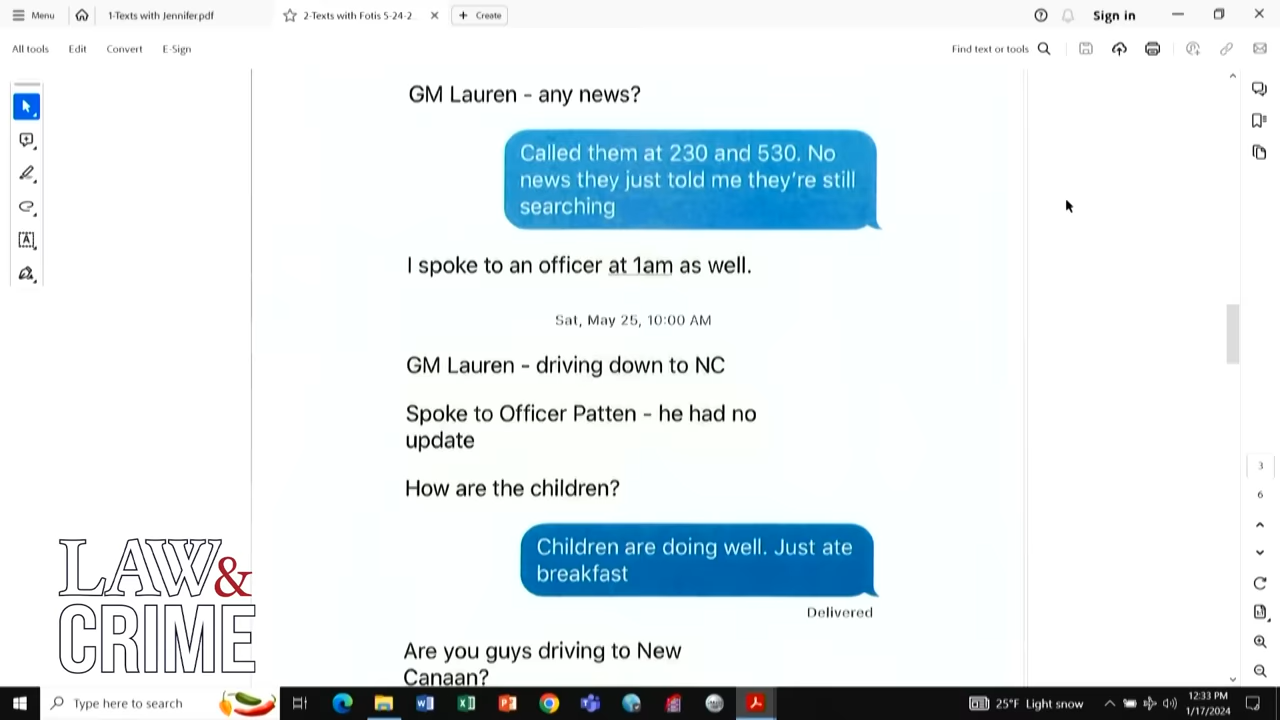 Menu
1-Texts with Jennifer.pdf
2-Texts with Fotis 5-24-2
+ Create
Sign in
All tools
Edit
Convert
E-Sign
Find text or tools
GM Lauren - any news?
Called them at 230 and 530. No
news they just told me they're still
searching
I spoke to an officer at 1am as well.
Sat, May 25, 10:00 AM
GM Lauren - driving down to NC
Spoke to Officer Patten - he had no
update
How are the children?
Children are doing well. Just ate
breakfast
Delivered
Are you guys driving to New
Canaan?
3
6
LAW&
CRIME
Type here to search
25°F Light snow
12:33 PM
1/17/2024